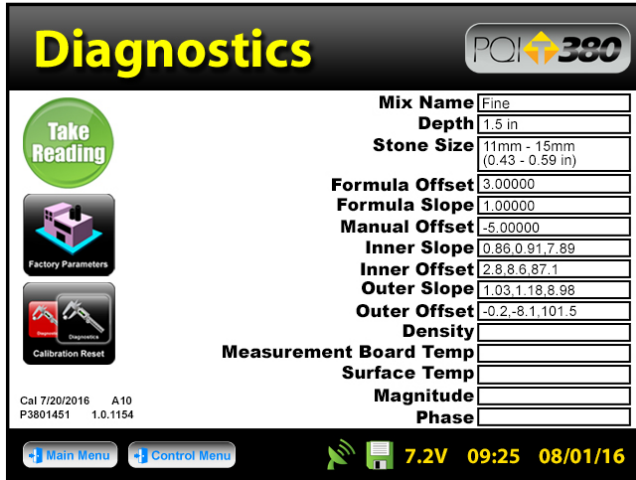 Diagnostics
PQI T 380
Take
Reading
Mix Name Fine
Depth 1.5 in
Stone Size 11mm - 15mm
(0.43 - 0.59 in)
Formula Offset 3.00000
Formula Slope 1.00000
Manual Offset -5.00000
Inner Slope 0.86,0.91,7.89
Inner Offset 2.8,8.6,87.1
Outer Slope 1.03,1.18,8.98
Outer Offset -0.2,-8.1,101.5
Density
Measurement Board Temp
Surface Temp
Magnitude
Phase
Factory Parameters
Diagnostics
Diagnostics
Calibration Reset
Cal 7/20/2016 A10
P3801451 1.0.1154
Main Menu Control Menu 7.2V 09:25 08/01/16